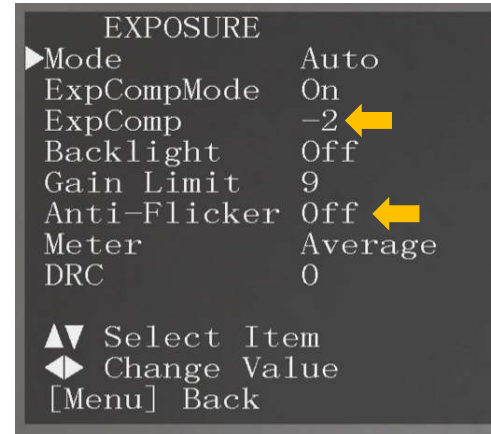 EXPOSURE
Mode Auto
ExpCompMode On
ExpComp -2
Backlight Off
Gain Limit 9
Anti-Flicker Off
Meter Average
DRC 0
Select Item
Change Value
[Menu] Back